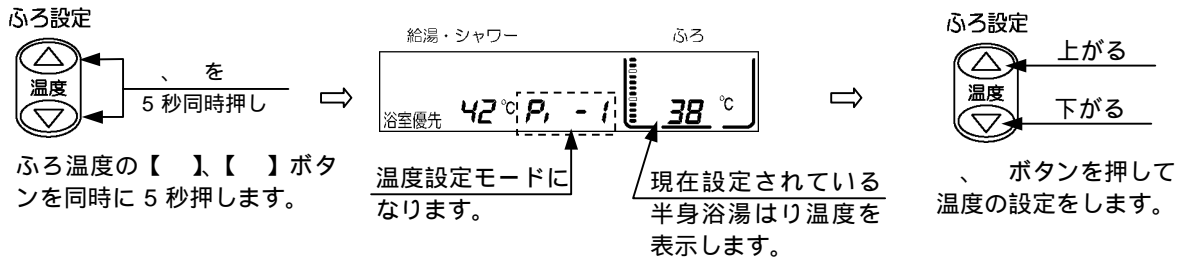 ふろ設定
温度
、 を
5 秒同時押し
ふろ温度の【 】、【 】ボタ
ンを同時に 5 秒押します。
給湯・シャワー ふろ
浴室優先 42℃ P, -1 38 ℃
温度設定モードに
なります。
現在設定されている
半身浴湯はり温度を
表示します。
ふろ設定
温度
上がる
下がる
、 ボタンを押して
温度の設定をします。